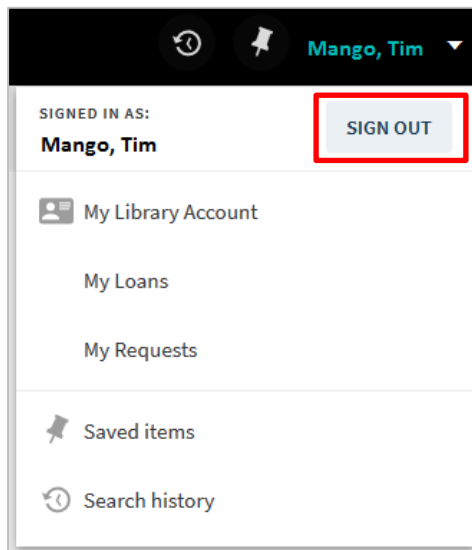 Mango, Tim
SIGNED IN AS:
Mango, Tim
SIGN OUT
My Library Account
My Loans
My Requests
Saved items
Search history